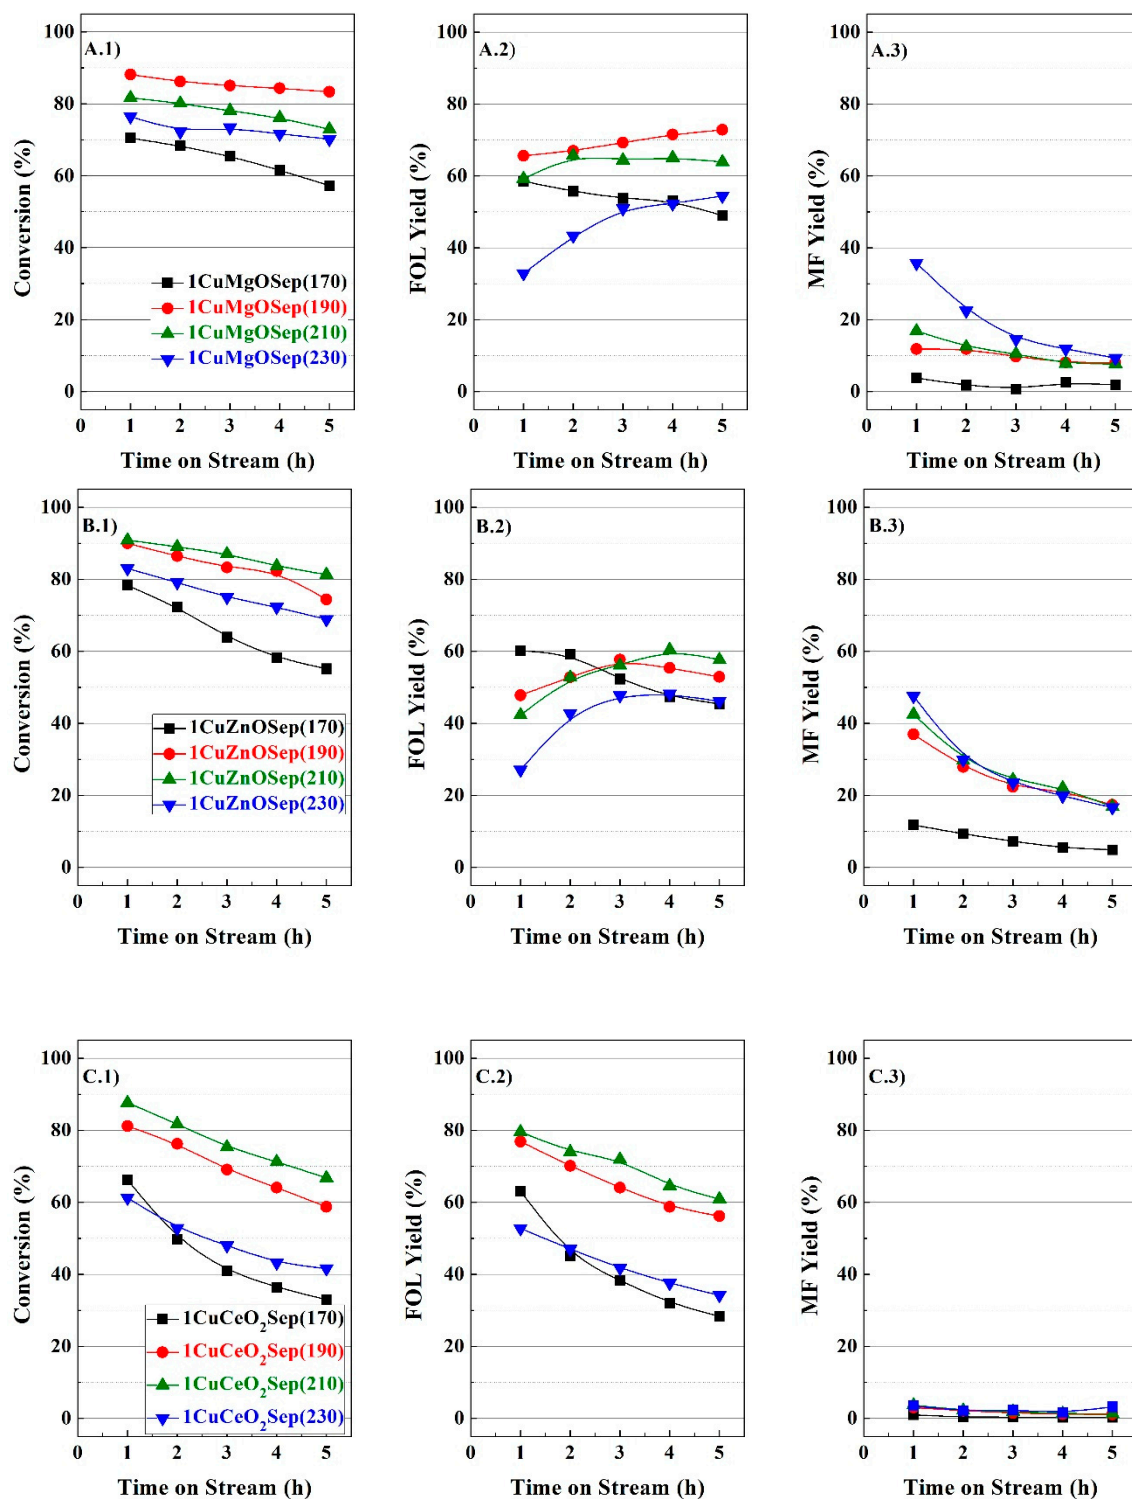 A.1)
100
80
60
40
20
0
Conversion (%)
1CuMgOSep(170)
1CuMgOSep(190)
1CuMgOSep(210)
1CuMgOSep(230)
0 1 2 3 4 5
Time on Stream (h)
A.2)
100
80
60
40
20
0
FOL Yield (%)
0 1 2 3 4 5
Time on Stream (h)
A.3)
100
80
60
40
20
0
MF Yield (%)
0 1 2 3 4 5
Time on Stream (h)
B.1)
100
80
60
40
20
0
Conversion (%)
1CuZnOSep(170)
1CuZnOSep(190)
1CuZnOSep(210)
1CuZnOSep(230)
0 1 2 3 4 5
Time on Stream (h)
B.2)
100
80
60
40
20
0
FOL Yield (%)
0 1 2 3 4 5
Time on Stream (h)
B.3)
100
80
60
40
20
0
MF Yield (%)
0 1 2 3 4 5
Time on Stream (h)
C.1)
100
80
60
40
20
0
Conversion (%)
1CuCeO₂Sep(170)
1CuCeO₂Sep(190)
1CuCeO₂Sep(210)
1CuCeO₂Sep(230)
0 1 2 3 4 5
Time on Stream (h)
C.2)
100
80
60
40
20
0
FOL Yield (%)
0 1 2 3 4 5
Time on Stream (h)
C.3)
100
80
60
40
20
0
MF Yield (%)
0 1 2 3 4 5
Time on Stream (h)